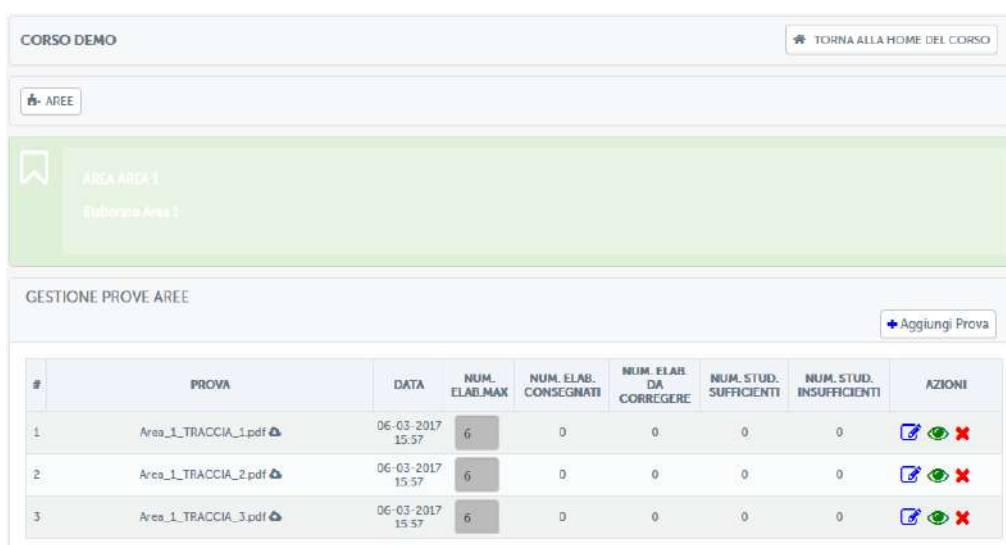 CORSO DEMO
TORNA ALLA HOME DEL CORSO
AREE
AREA AREA 1
Elaborato Area 1
GESTIONE PROVE AREE
Aggiungi Prova
# PROVA DATA NUM. ELAB.MAX NUM. ELAB. CONSEGNATI NUM. ELAB. DA CORREGERE NUM. STUD. SUFFICIENTI NUM. STUD. INSUFFICIENTI AZIONI
1 Area_1_TRACCIA_1.pdf 06-03-2017 15:57 6 0 0 0 0
2 Area_1_TRACCIA_2.pdf 06-03-2017 15:57 6 0 0 0 0
3 Area_1_TRACCIA_3.pdf 06-03-2017 15:57 6 0 0 0 0